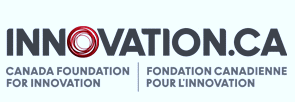 INNOVATION.CA
CANADA FOUNDATION
FOR INNOVATION
FONDATION CANADIENNE
POUR L'INNOVATION